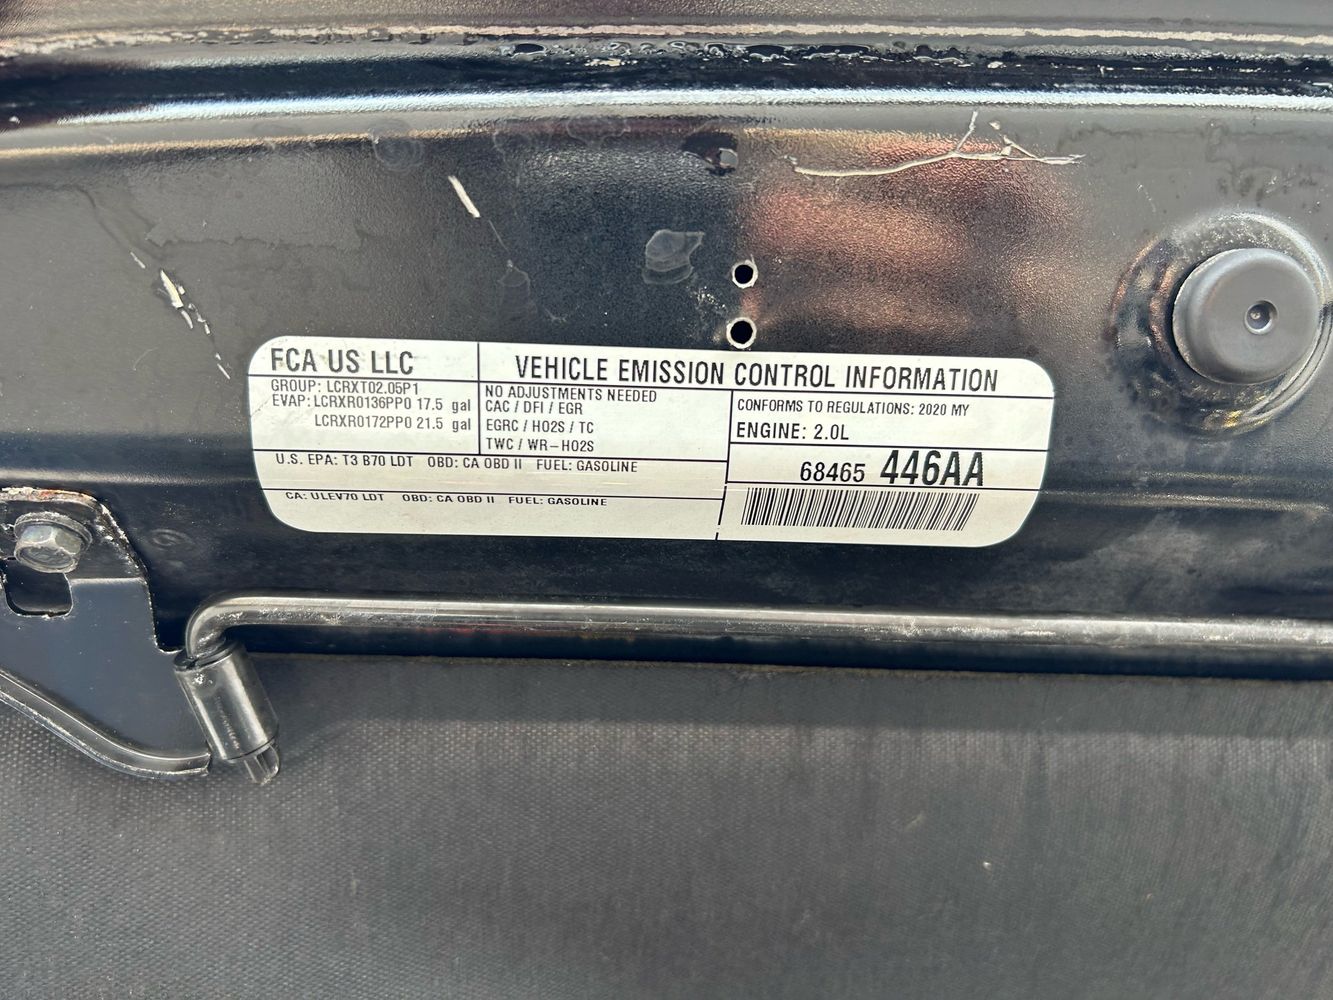 FCA US LLC
VEHICLE EMISSION CONTROL INFORMATION
GROUP: LCRXT02.05P1
EVAP: LCRXR0136PP0 17.5 gal
LCRXR0172PP0 21.5 gal
NO ADJUSTMENTS NEEDED
CAC / DFI / EGR
EGRC / HO2S / TC
TWC / WR-HO2S
CONFORMS TO REGULATIONS: 2020 MY
ENGINE: 2.0L
U.S. EPA: T3 B70 LDT OBD: CA OBD II FUEL: GASOLINE
CA: ULEV70 LDT OBD: CA OBD II FUEL: GASOLINE
68465 446AA